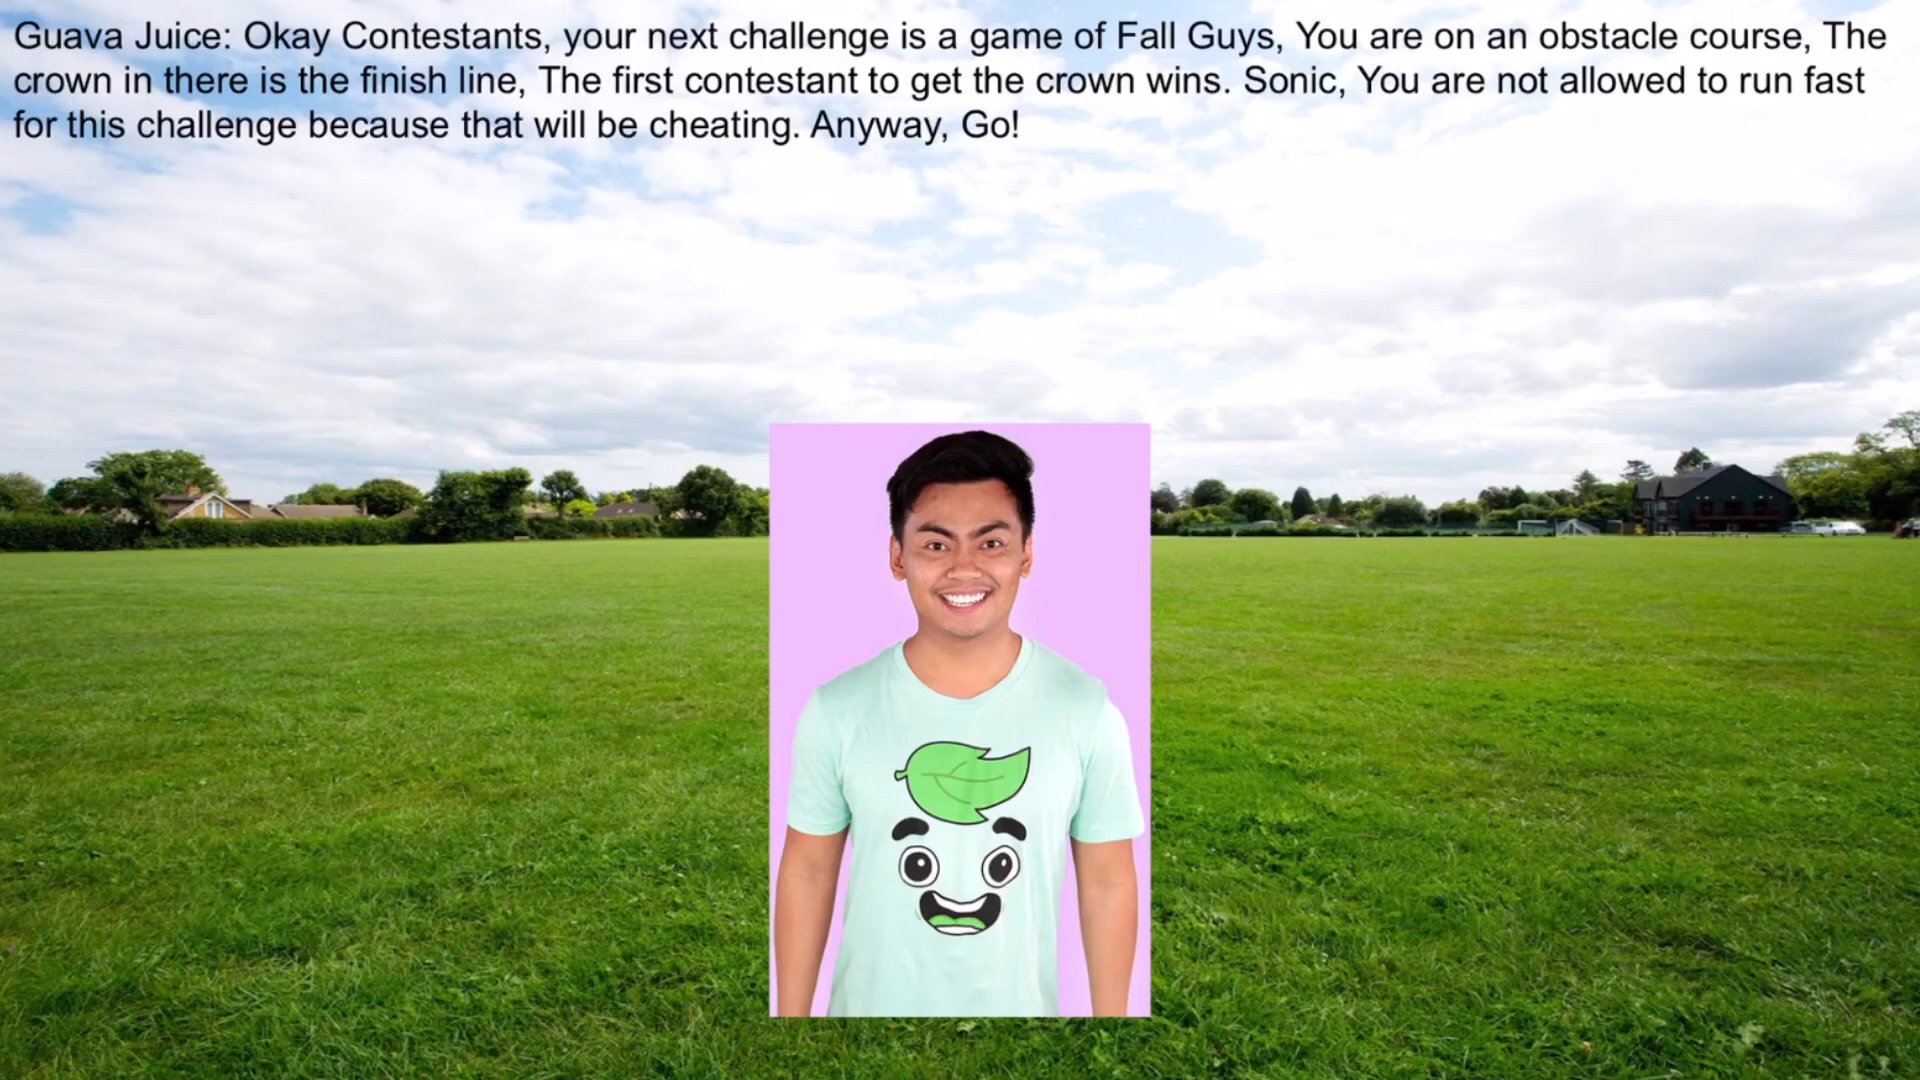 Guava Juice: Okay Contestants, your next challenge is a game of Fall Guys, You are on an obstacle course, The
crown in there is the finish line, The first contestant to get the crown wins. Sonic, You are not allowed to run fast
for this challenge because that will be cheating. Anyway, Go!